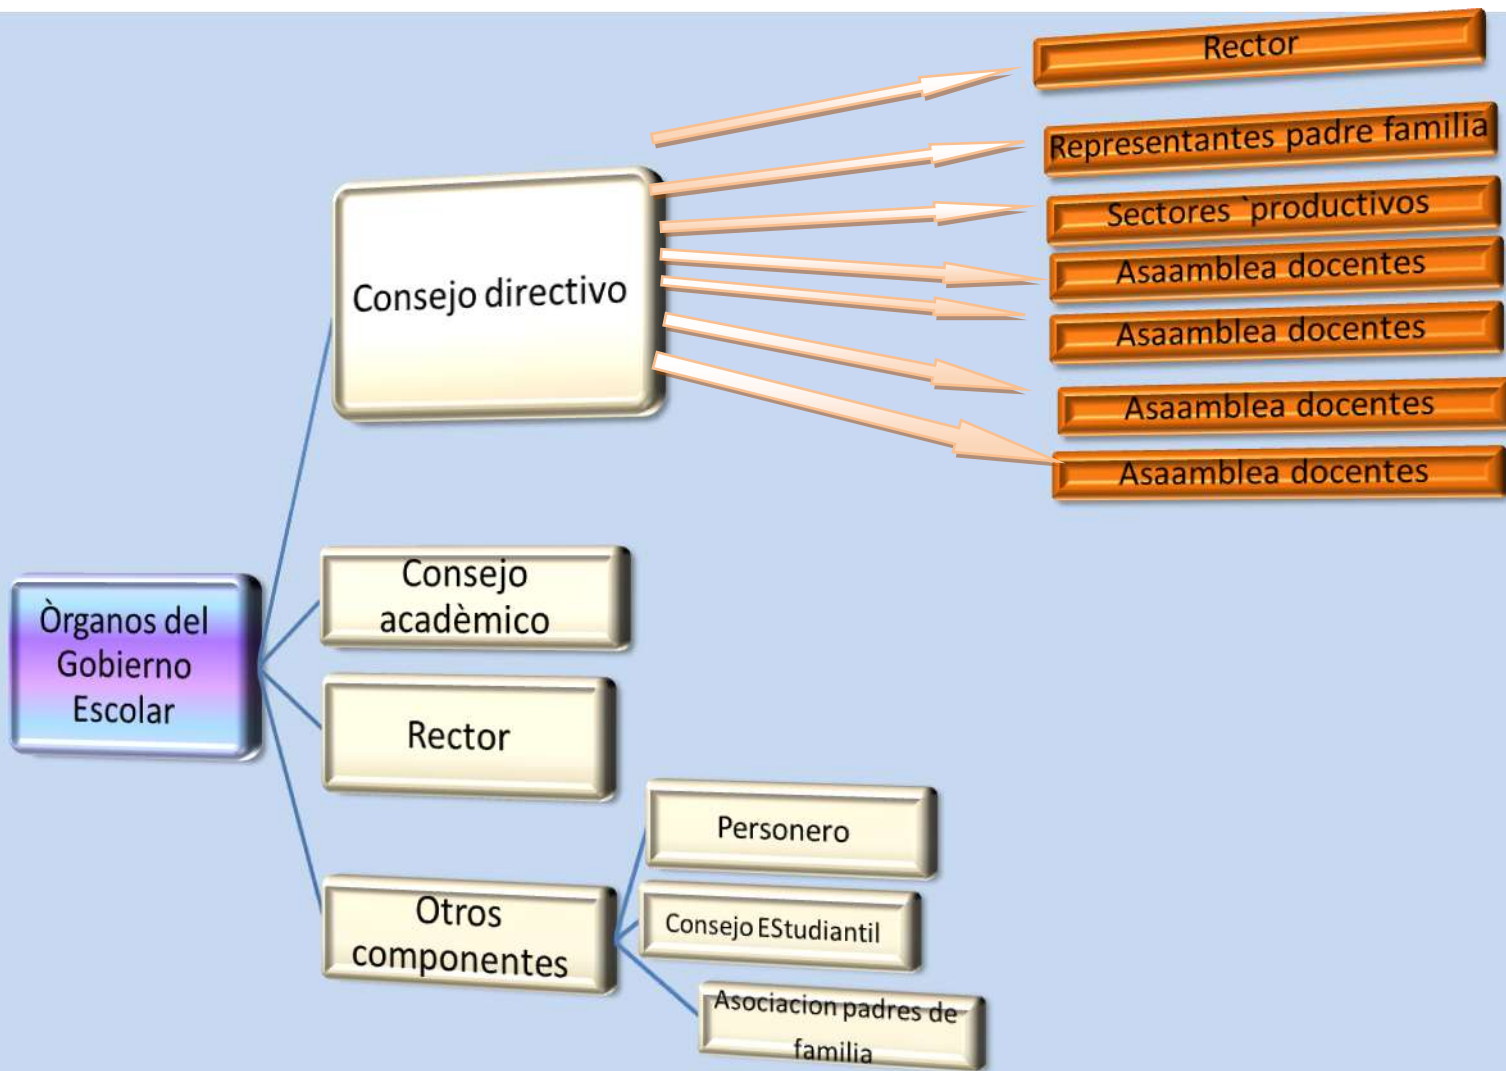 Rector
Representantes padre familia
Sectores `productivos
Asaamblea docentes
Asaamblea docentes
Asaamblea docentes
Asaamblea docentes
Consejo directivo
Consejo
acadèmico
Òrganos del
Gobierno
Escolar
Rector
Otros
componentes
Personero
Consejo EStudiantil
Asociacion padres de
familia